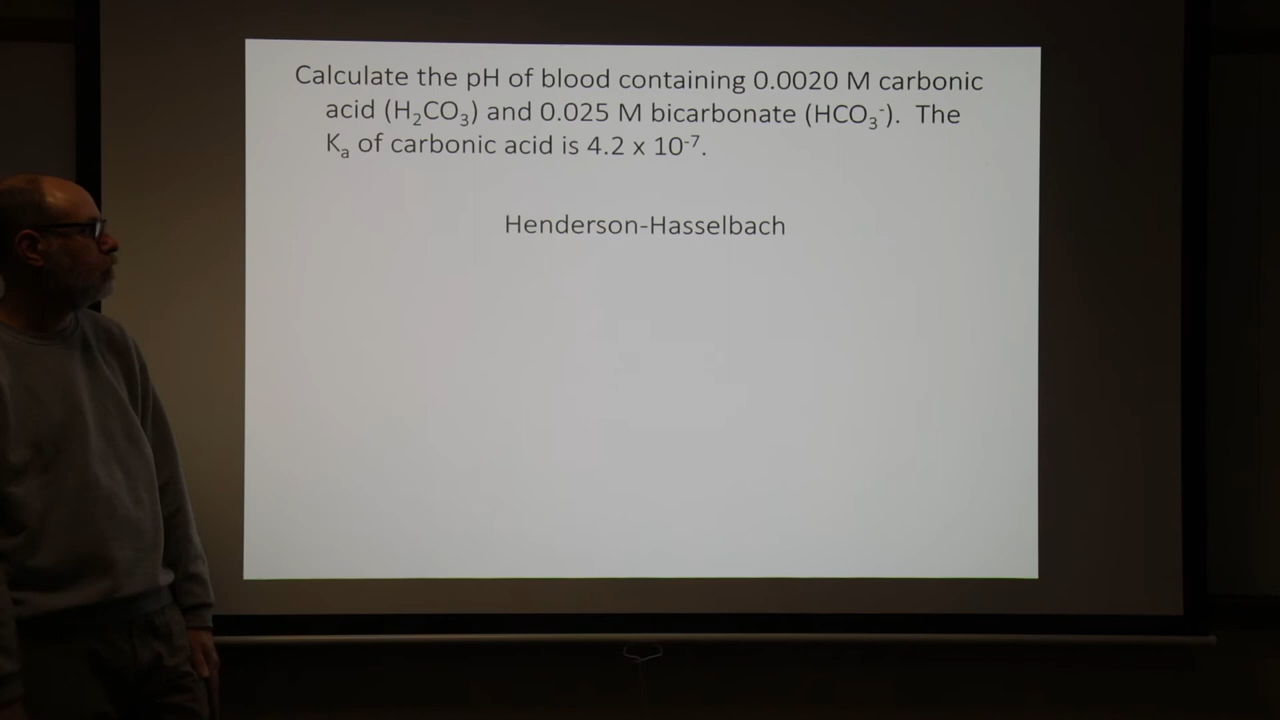 Calculate the pH of blood containing 0.0020 M carbonic
acid (H₂CO₃) and 0.025 M bicarbonate (HCO₃⁻). The
Kₐ of carbonic acid is 4.2 x 10⁻⁷.
Henderson-Hasselbach